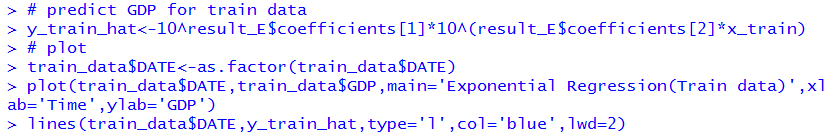 > # predict GDP for train data
> y_train_hat<-10^result_E$coefficients[1]*10^(result_E$coefficients[2]*x_train)
> # plot
> train_data$DATE<-as.factor(train_data$DATE)
> plot(train_data$DATE,train_data$GDP,main='Exponential Regression(Train data)',xl
ab='Time',ylab='GDP')
> lines(train_data$DATE,y_train_hat,type='l',col='blue',lwd=2)